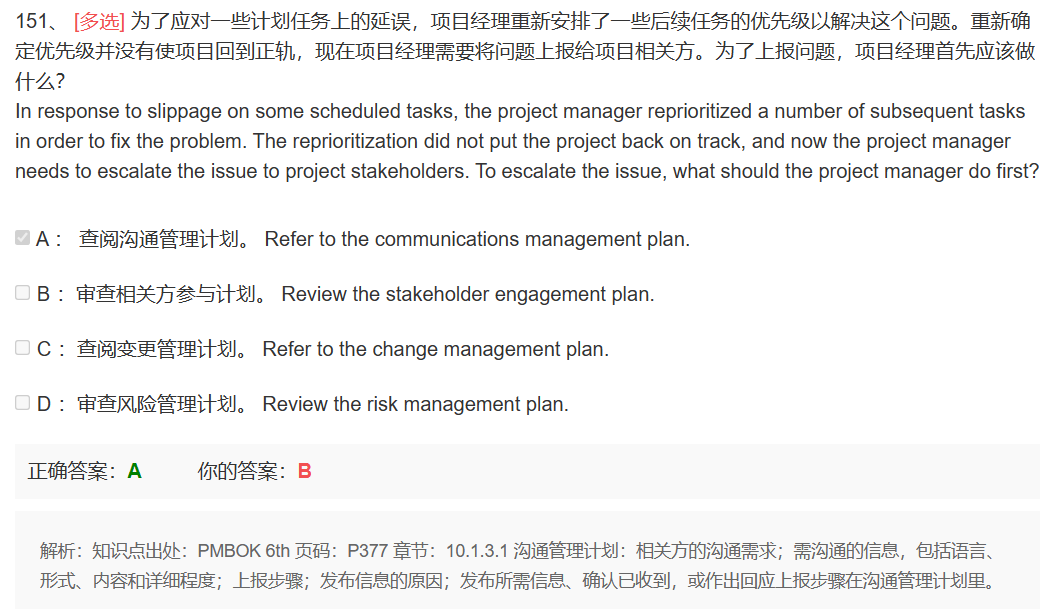 151、 [多选] 为了应对一些计划任务上的延误，项目经理重新安排了一些后续任务的优先级以解决这个问题。重新确
定优先级并没有使项目回到正轨，现在项目经理需要将问题上报给项目相关方。为了上报问题，项目经理首先应该做
什么?
In response to slippage on some scheduled tasks, the project manager reprioritized a number of subsequent tasks
in order to fix the problem. The reprioritization did not put the project back on track, and now the project manager
needs to escalate the issue to project stakeholders. To escalate the issue, what should the project manager do first?
A： 查阅沟通管理计划。 Refer to the communications management plan.
B：审查相关方参与计划。 Review the stakeholder engagement plan.
C：查阅变更管理计划。 Refer to the change management plan.
D：审查风险管理计划。 Review the risk management plan.
正确答案：A 你的答案：B
解析：知识点出处：PMBOK 6th 页码：P377 章节：10.1.3.1 沟通管理计划：相关方的沟通需求；需沟通的信息，包括语言、
形式、内容和详细程度；上报步骤；发布信息的原因；发布所需信息、确认已收到，或作出回应上报步骤在沟通管理计划里。